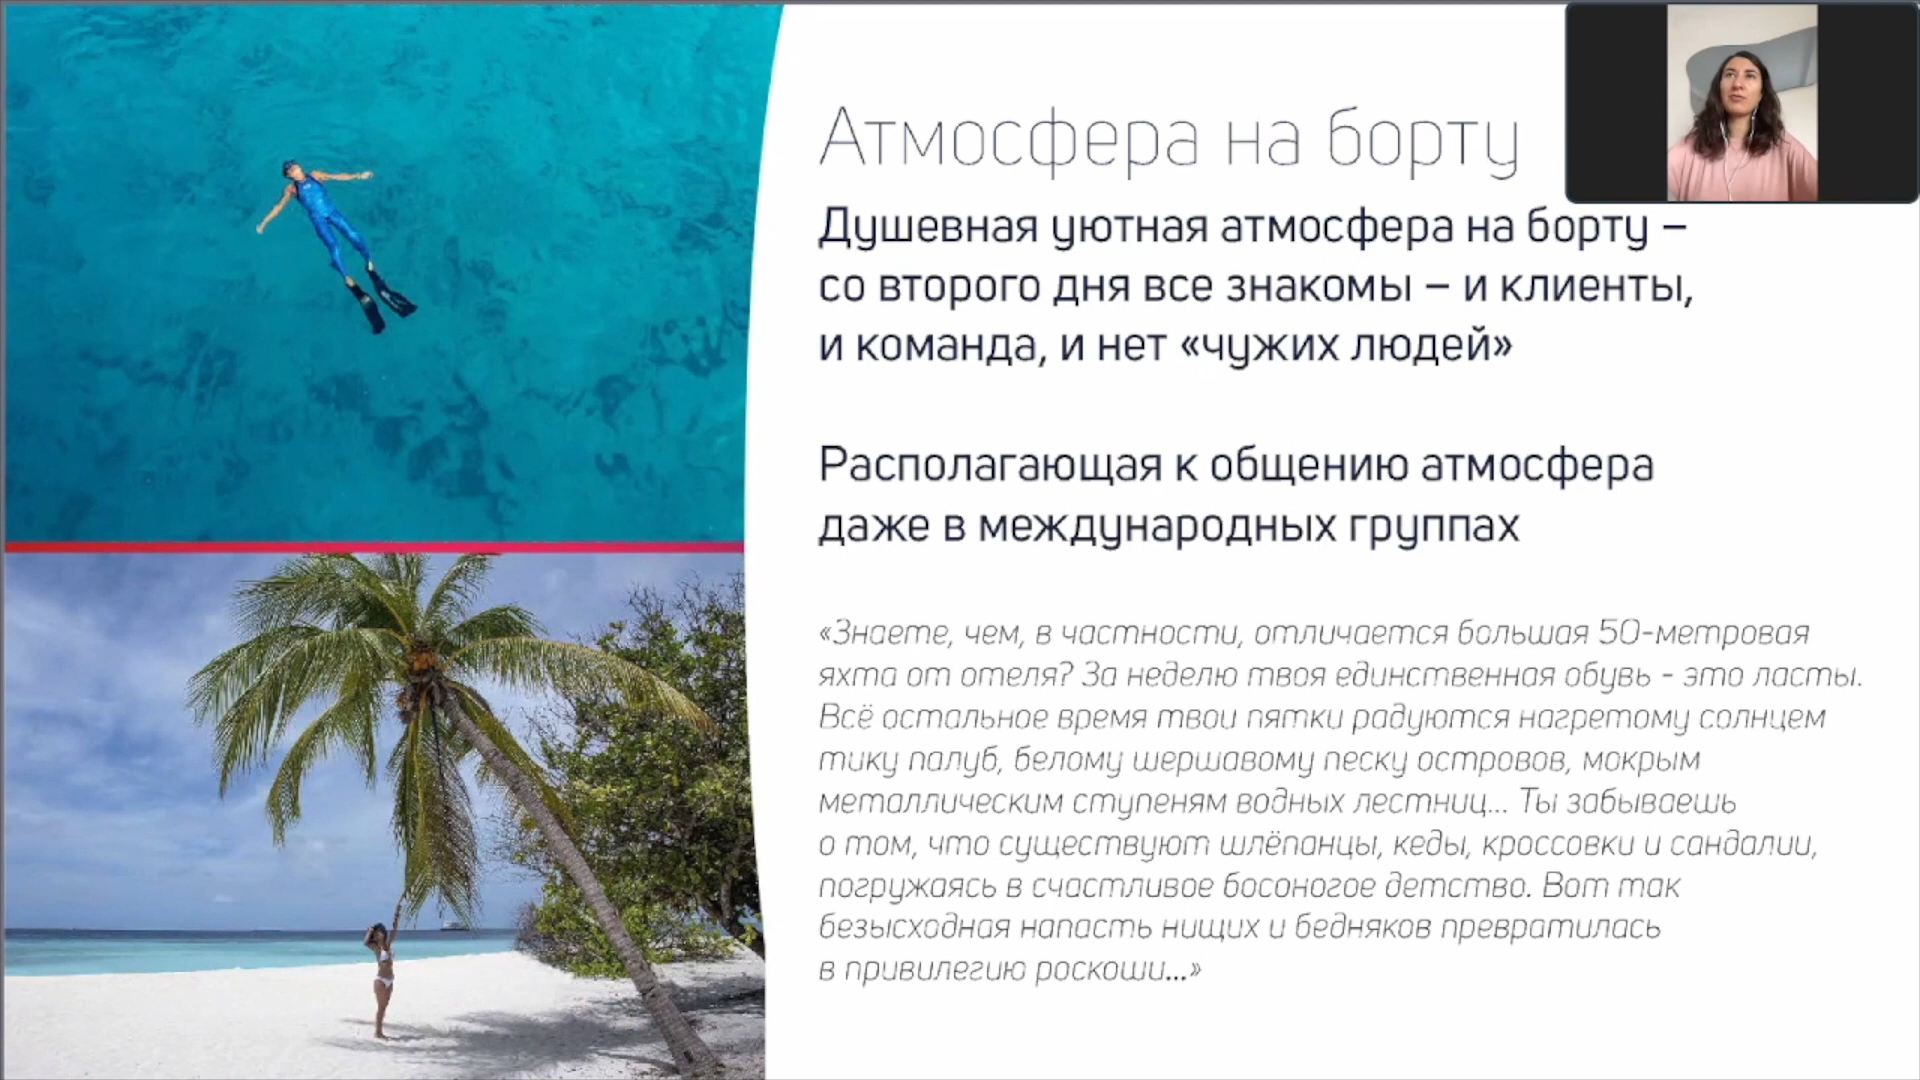 Атмосфера на борту
Душевная уютная атмосфера на борту –
со второго дня все знакомы – и клиенты,
и команда, и нет «чужих людей»
Располагающая к общению атмосфера
даже в международных группах
«Знаете, чем, в частности, отличается большая 50-метровая
яхта от отеля? За неделю твоя единственная обувь - это ласты.
Всё остальное время твои пятки радуются нагретому солнцем
тику палуб, белому шершавому песку островов, мокрым
металлическим ступеням водных лестниц... Ты забываешь
о том, что существуют шлёпанцы, кеды, кроссовки и сандалии,
погружаясь в счастливое босоногое детство. Вот так
безысходная напасть нищих и бедняков превратилась
в привилегию роскоши...»